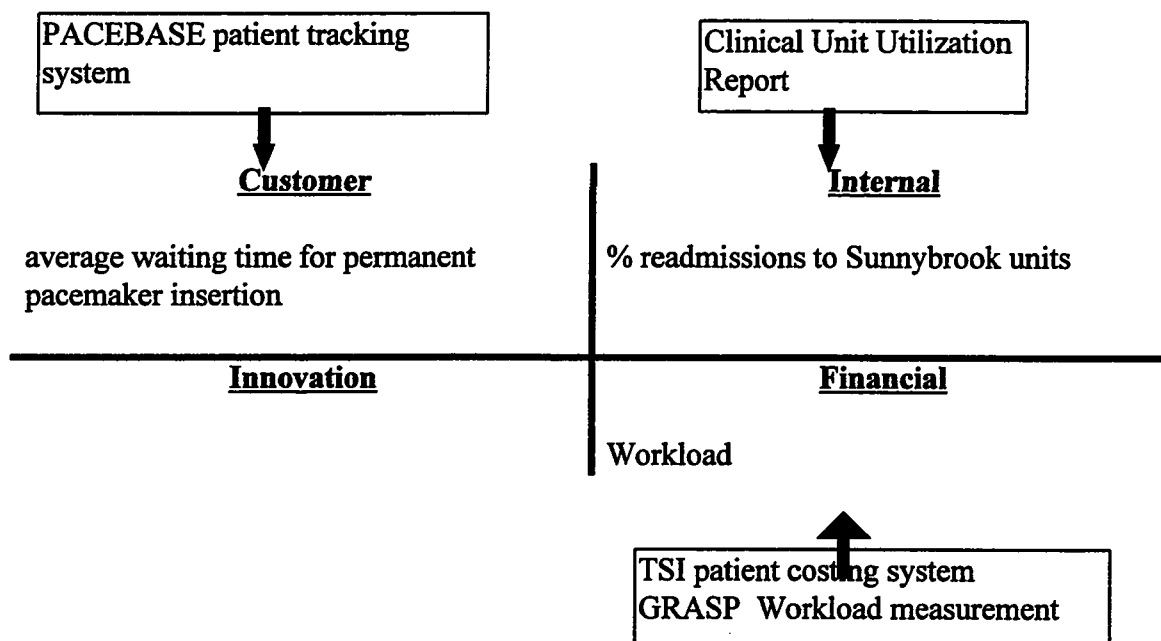 PACEBASE patient tracking
system
Clinical Unit Utilization
Report
Customer
Internal
average waiting time for permanent
pacemaker insertion
% readmissions to Sunnybrook units
Innovation
Financial
Workload
TSI patient costing system
GRASP Workload measurement